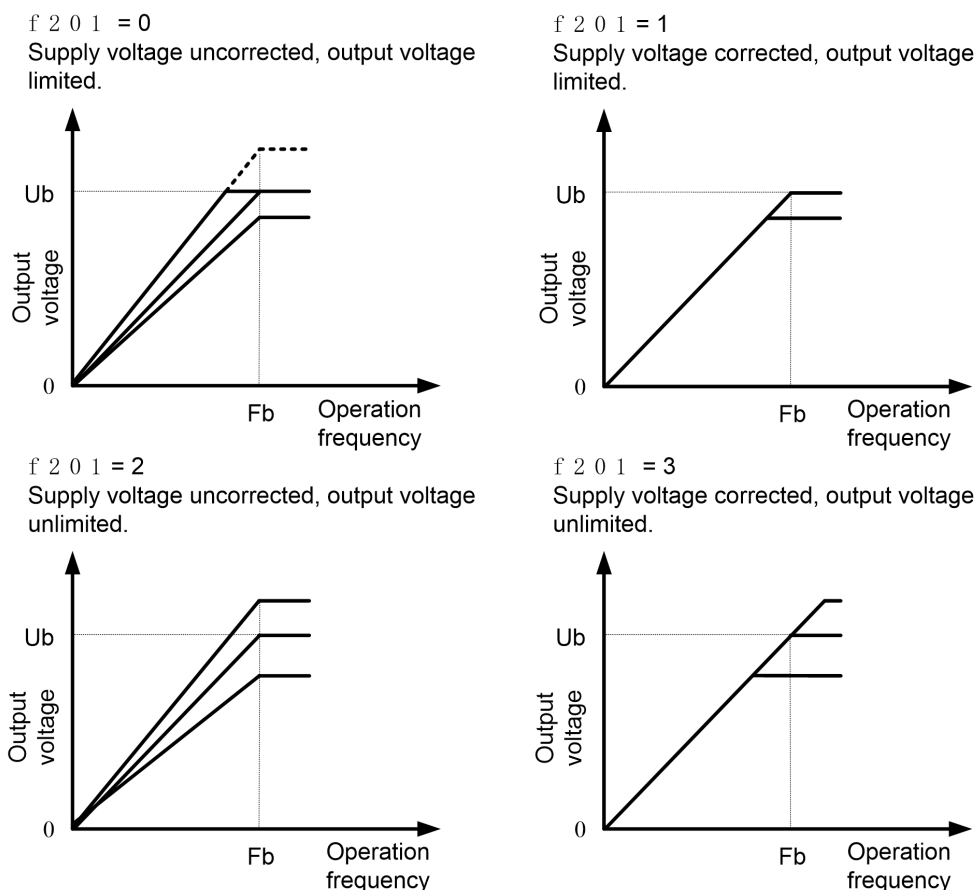 f 2 0 1 = 0
Supply voltage uncorrected, output voltage
limited.
Ub
Output
voltage
0
Fb
Operation
frequency
f 2 0 1 = 1
Supply voltage corrected, output voltage
limited.
Ub
Output
voltage
0
Fb
Operation
frequency
f 2 0 1 = 2
Supply voltage uncorrected, output voltage
unlimited.
Ub
Output
voltage
0
Fb
Operation
frequency
f 2 0 1 = 3
Supply voltage corrected, output voltage
unlimited.
Ub
Output
voltage
0
Fb
Operation
frequency